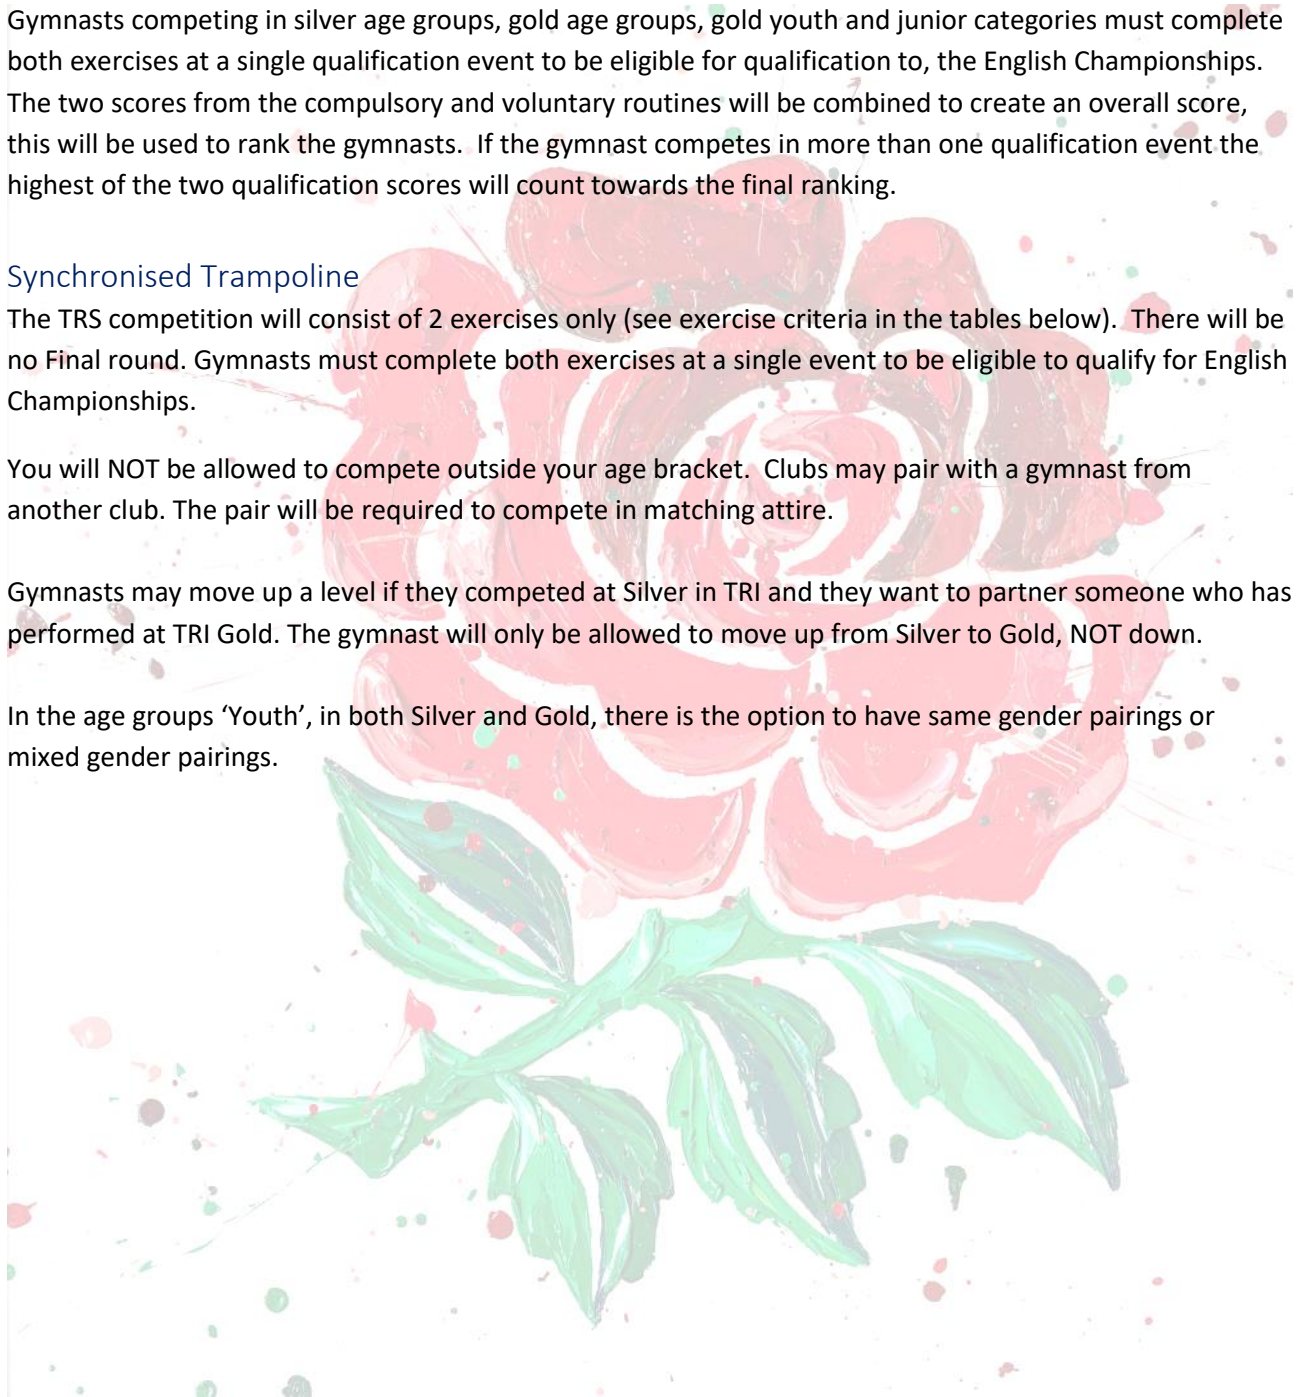 Gymnasts competing in silver age groups, gold age groups, gold youth and junior categories must complete
both exercises at a single qualification event to be eligible for qualification to, the English Championships.
The two scores from the compulsory and voluntary routines will be combined to create an overall score,
this will be used to rank the gymnasts.  If the gymnast competes in more than one qualification event the
highest of the two qualification scores will count towards the final ranking.
Synchronised Trampoline
The TRS competition will consist of 2 exercises only (see exercise criteria in the tables below).  There will be
no Final round. Gymnasts must complete both exercises at a single event to be eligible to qualify for English
Championships.
You will NOT be allowed to compete outside your age bracket.  Clubs may pair with a gymnast from
another club. The pair will be required to compete in matching attire.
Gymnasts may move up a level if they competed at Silver in TRI and they want to partner someone who has
performed at TRI Gold. The gymnast will only be allowed to move up from Silver to Gold, NOT down.
In the age groups ‘Youth’, in both Silver and Gold, there is the option to have same gender pairings or
mixed gender pairings.